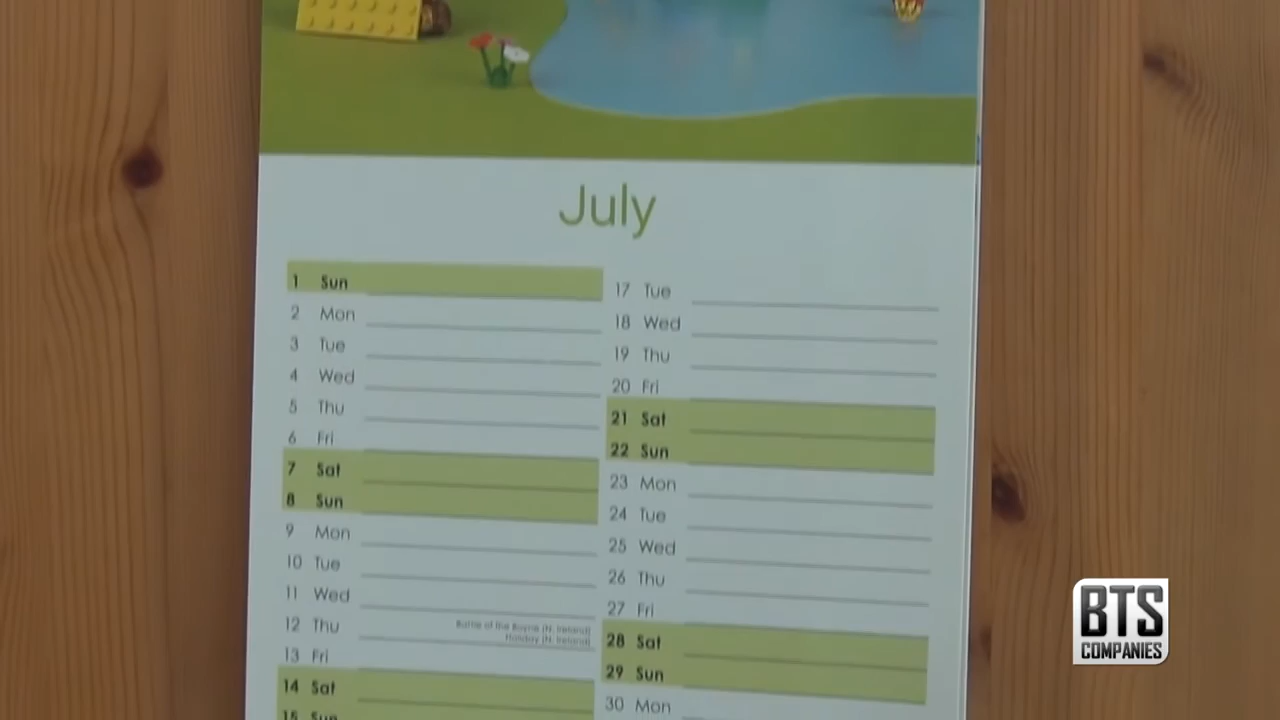 July
1 Sun
2 Mon
3 Tue
4 Wed
5 Thu
6 Fri
7 Sat
8 Sun
9 Mon
10 Tue
11 Wed
12 Thu Battle of the Boyne (N. Ireland)
Holiday (N. Ireland)
13 Fri
14 Sat
15 Sun
17 Tue
18 Wed
19 Thu
20 Fri
21 Sat
22 Sun
23 Mon
24 Tue
25 Wed
26 Thu
27 Fri
28 Sat
29 Sun
30 Mon
BTS
COMPANIES